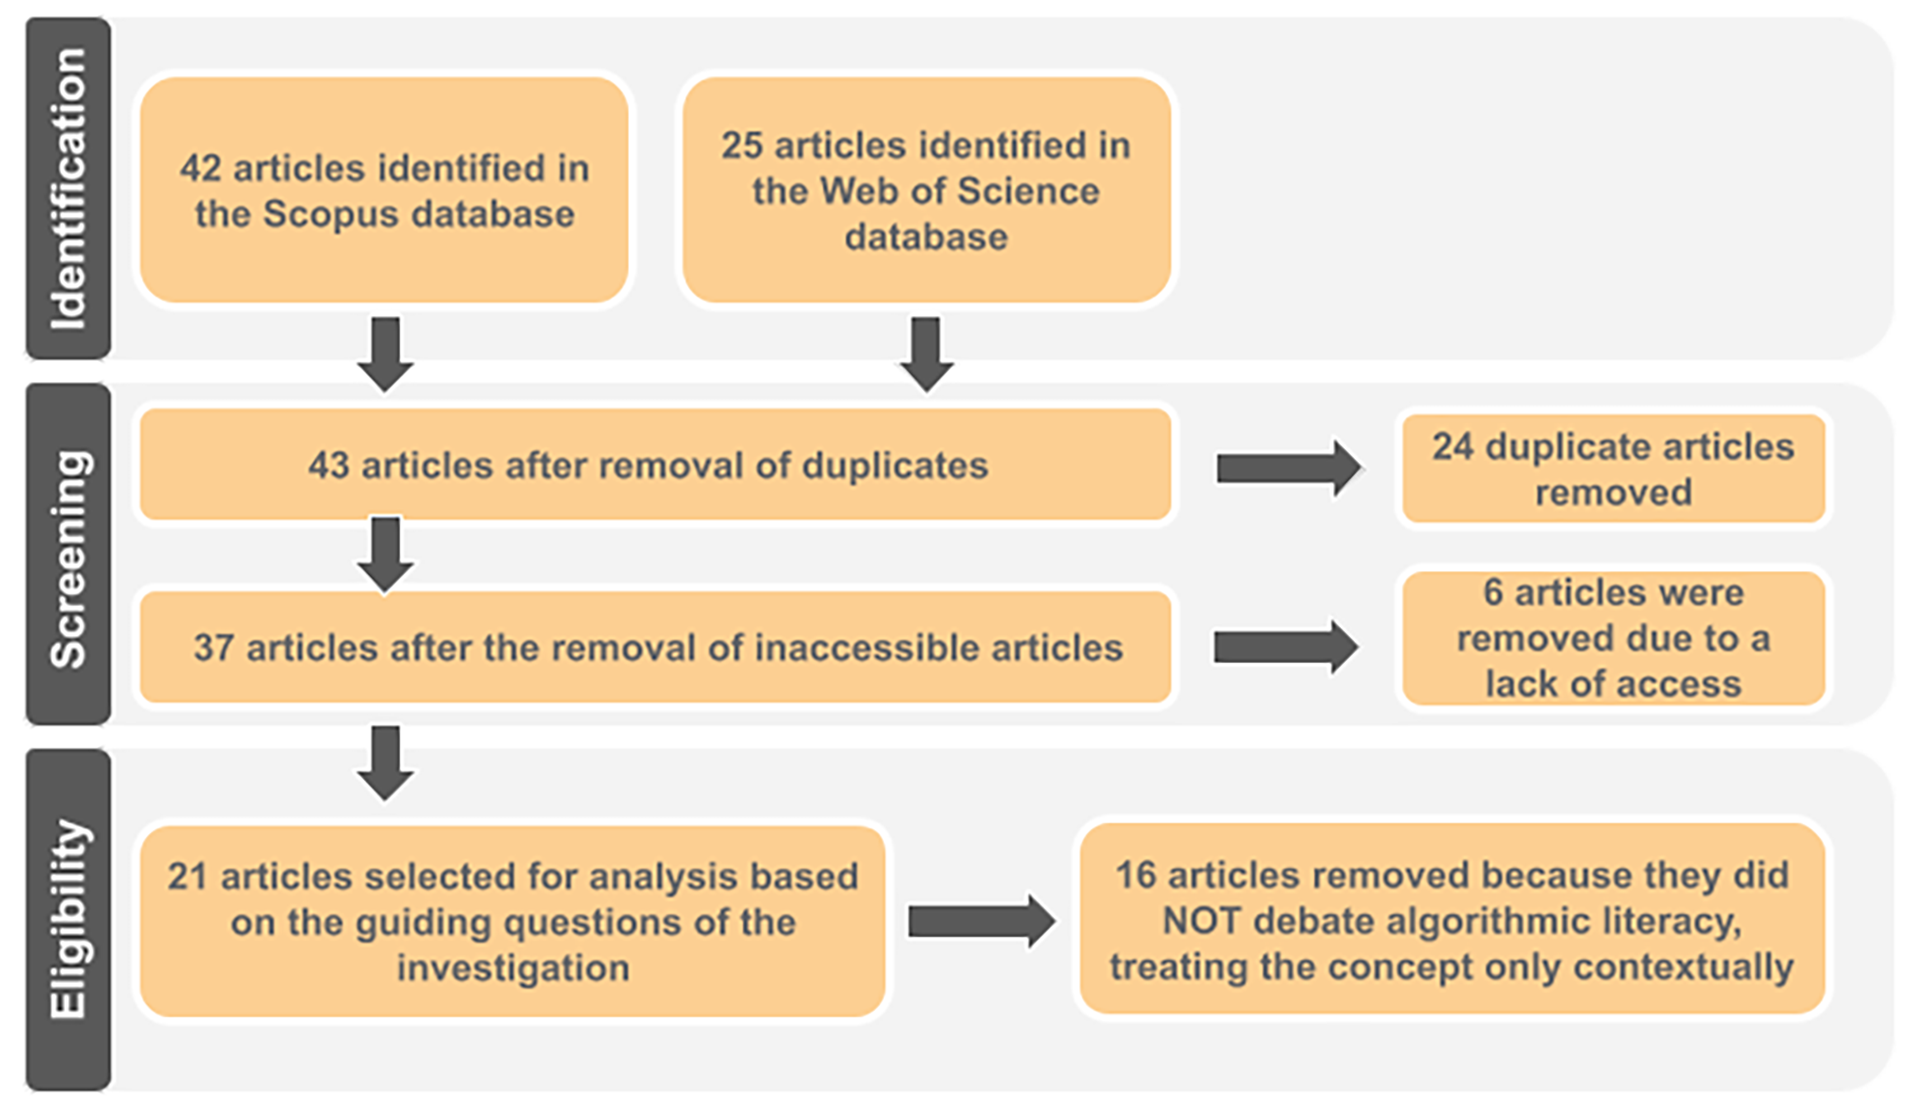 Identification
42 articles identified in
the Scopus database
25 articles identified in
the Web of Science
database
Screening
43 articles after removal of duplicates
24 duplicate articles
removed
37 articles after the removal of inaccessible articles
6 articles were
removed due to a
lack of access
Eligibility
21 articles selected for analysis based
on the guiding questions of the
investigation
16 articles removed because they did
NOT debate algorithmic literacy,
treating the concept only contextually